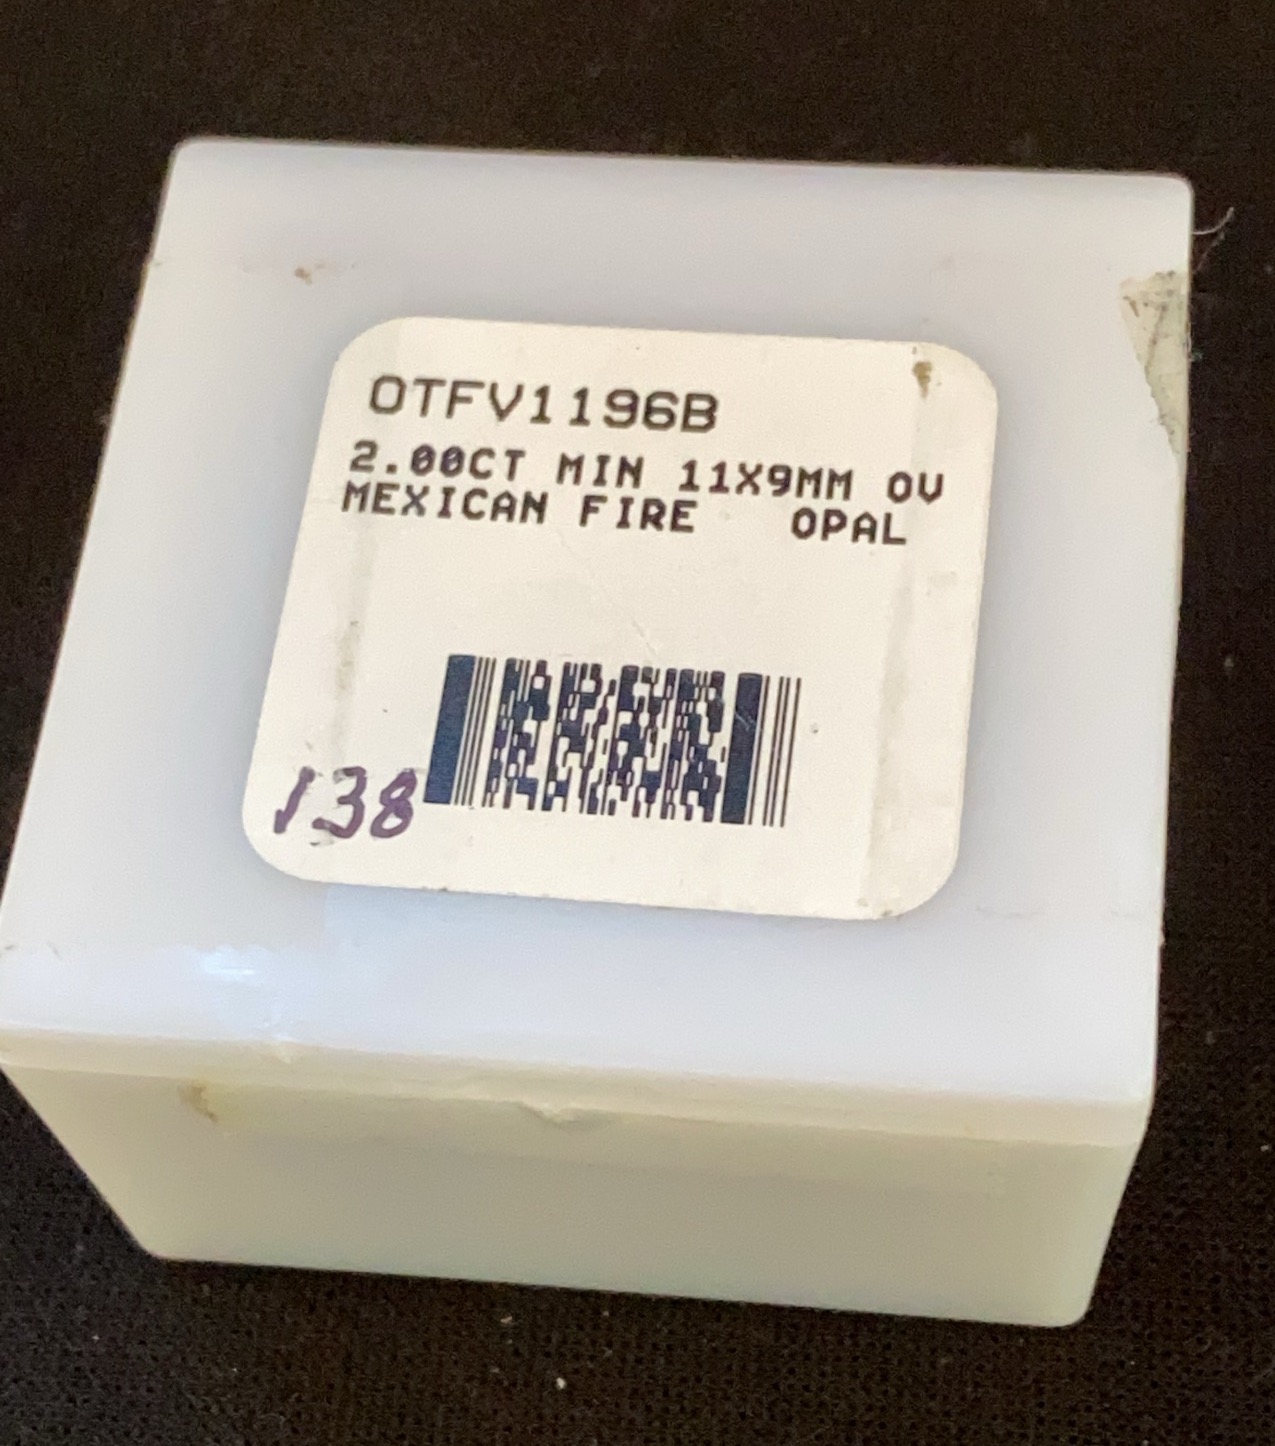 OTFV1196B
2.00CT MIN 11X9MM OV
MEXICAN FIRE OPAL
138